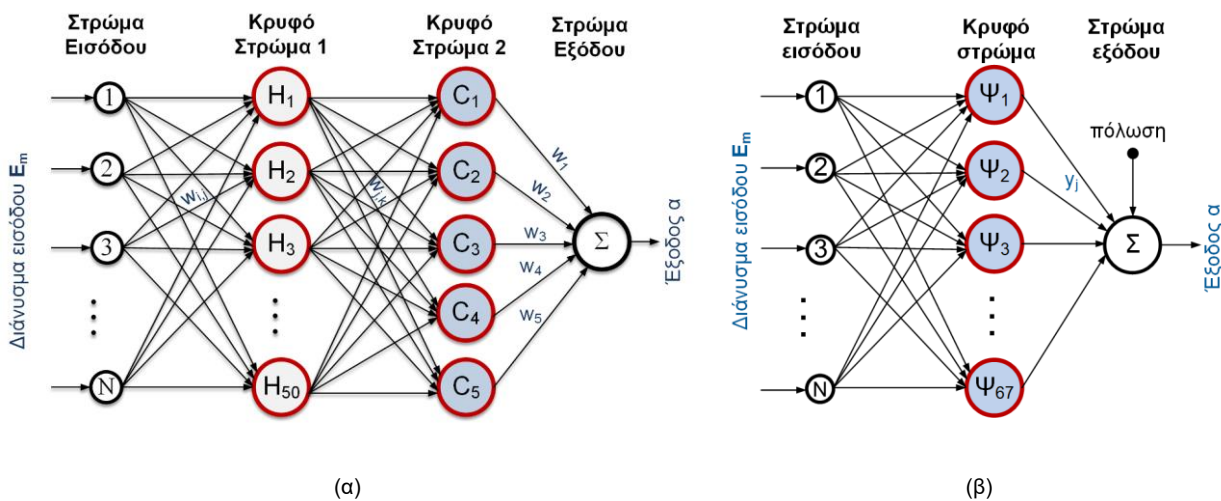 Στρώμα
Εισόδου
Κρυφό
Στρώμα 1
Κρυφό
Στρώμα 2
Στρώμα
Εξόδου
Διάνυσμα εισόδου Em
1
2
3
N
wi,j
H1
H2
H3
H50
wj,k
C1
C2
C3
C4
C5
w1
w2
w3
w4
w5
Σ
Έξοδος α
(α)
Στρώμα
εισόδου
Κρυφό
στρώμα
Στρώμα
εξόδου
Διάνυσμα εισόδου Em
1
2
3
N
Ψ1
Ψ2
Ψ3
Ψ67
yj
πόλωση
Σ
Έξοδος α
(β)